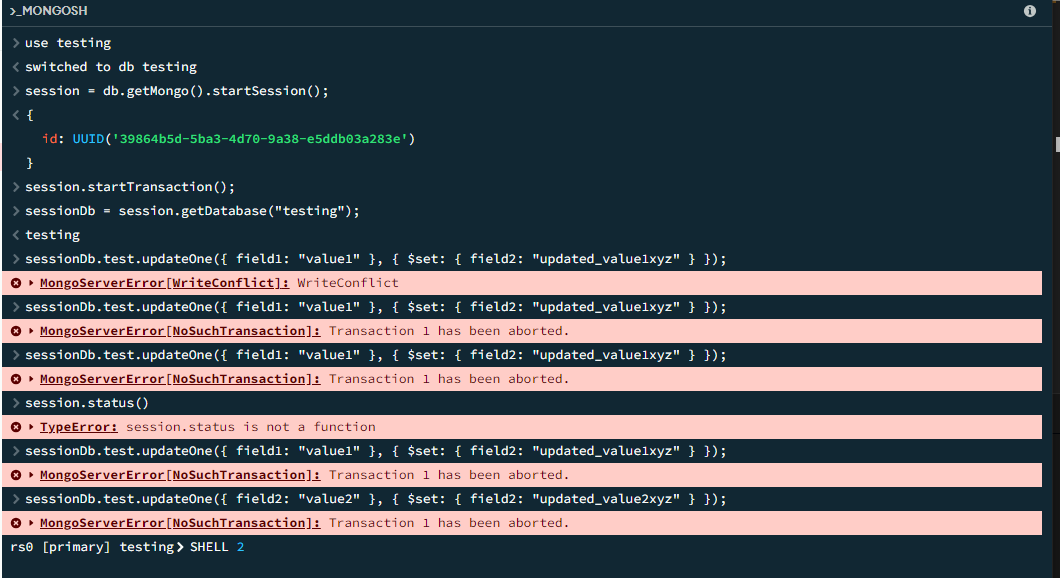 >_MONGOSH
> use testing
< switched to db testing
> session = db.getMongo().startSession();
< {
id: UUID('39864b5d-5ba3-4d70-9a38-e5ddb03a283e')
}
> session.startTransaction();
> sessionDb = session.getDatabase("testing");
< testing
> sessionDb.test.updateOne({ field1: "value1" }, { $set: { field2: "updated_value1xyz" } });
MongoServerError[WriteConflict]: WriteConflict
> sessionDb.test.updateOne({ field1: "value1" }, { $set: { field2: "updated_value1xyz" } });
MongoServerError[NoSuchTransaction]: Transaction 1 has been aborted.
> sessionDb.test.updateOne({ field1: "value1" }, { $set: { field2: "updated_value1xyz" } });
MongoServerError[NoSuchTransaction]: Transaction 1 has been aborted.
> session.status()
TypeError: session.status is not a function
> sessionDb.test.updateOne({ field1: "value1" }, { $set: { field2: "updated_value1xyz" } });
MongoServerError[NoSuchTransaction]: Transaction 1 has been aborted.
> sessionDb.test.updateOne({ field2: "value2" }, { $set: { field2: "updated_value2xyz" } });
MongoServerError[NoSuchTransaction]: Transaction 1 has been aborted.
rs0 [primary] testing> SHELL 2